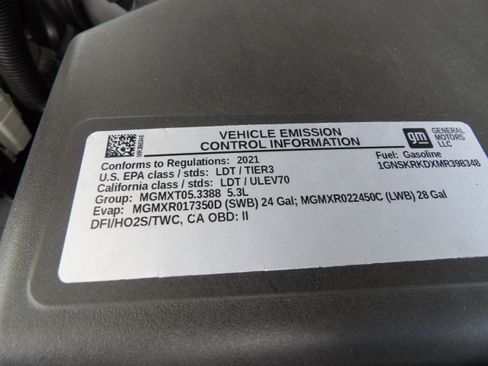 VEHICLE EMISSION
CONTROL INFORMATION
gm GENERAL MOTORS LLC
MR398348
Conforms to Regulations: 2021
Fuel: Gasoline
U.S. EPA class / stds: LDT / TIER3
1GNSKRKDXMR398348
California class / stds: LDT / ULEV70
Group: MGMXT05.3388 5.3L
Evap: MGMXR017350D (SWB) 24 Gal; MGMXR022450C (LWB) 28 Gal
DFI/HO2S/TWC, CA OBD: II